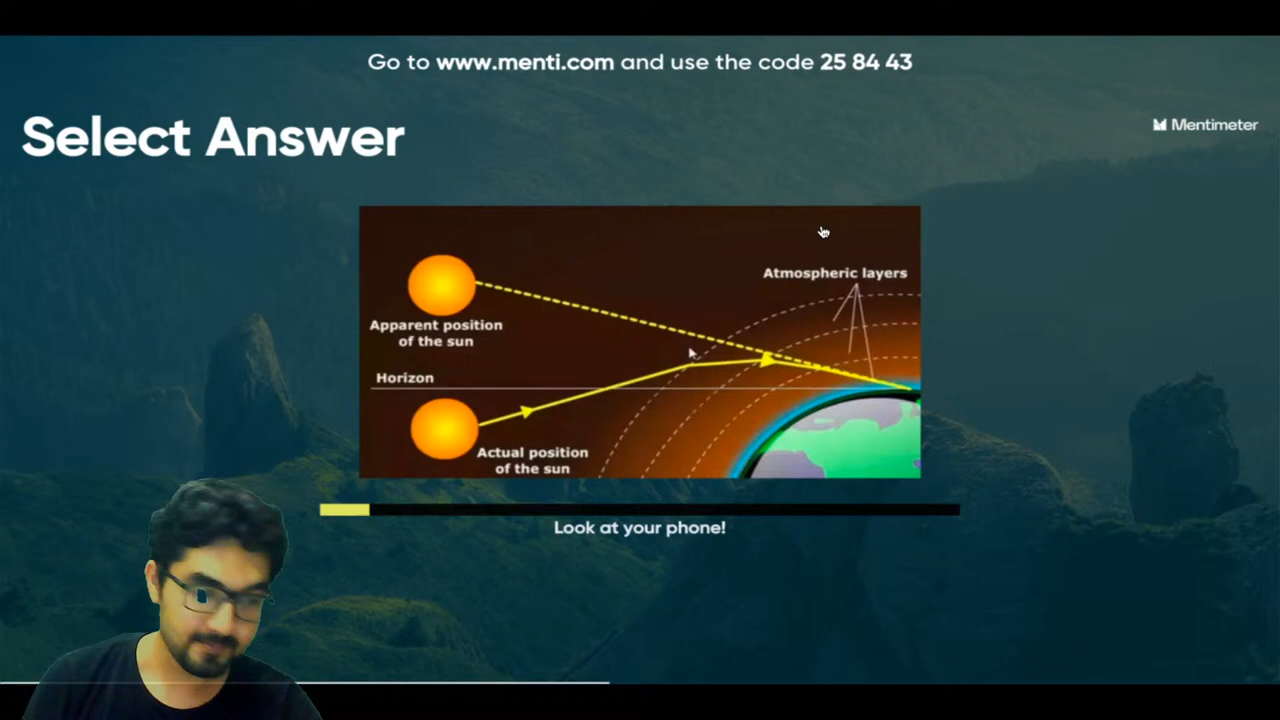 Go to www.menti.com and use the code 25 84 43
Select Answer
Mentimeter
Atmospheric layers
Apparent position
of the sun
Horizon
Actual position
of the sun
Look at your phone!